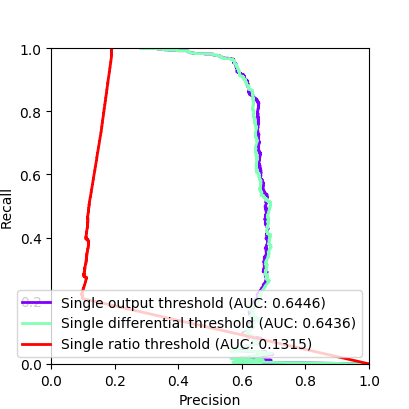 1.0
0.8
0.6
0.4
0.2
0.0
Recall
Single output threshold (AUC: 0.6446)
Single differential threshold (AUC: 0.6436)
Single ratio threshold (AUC: 0.1315)
0.0 0.2 0.4 0.6 0.8 1.0
Precision